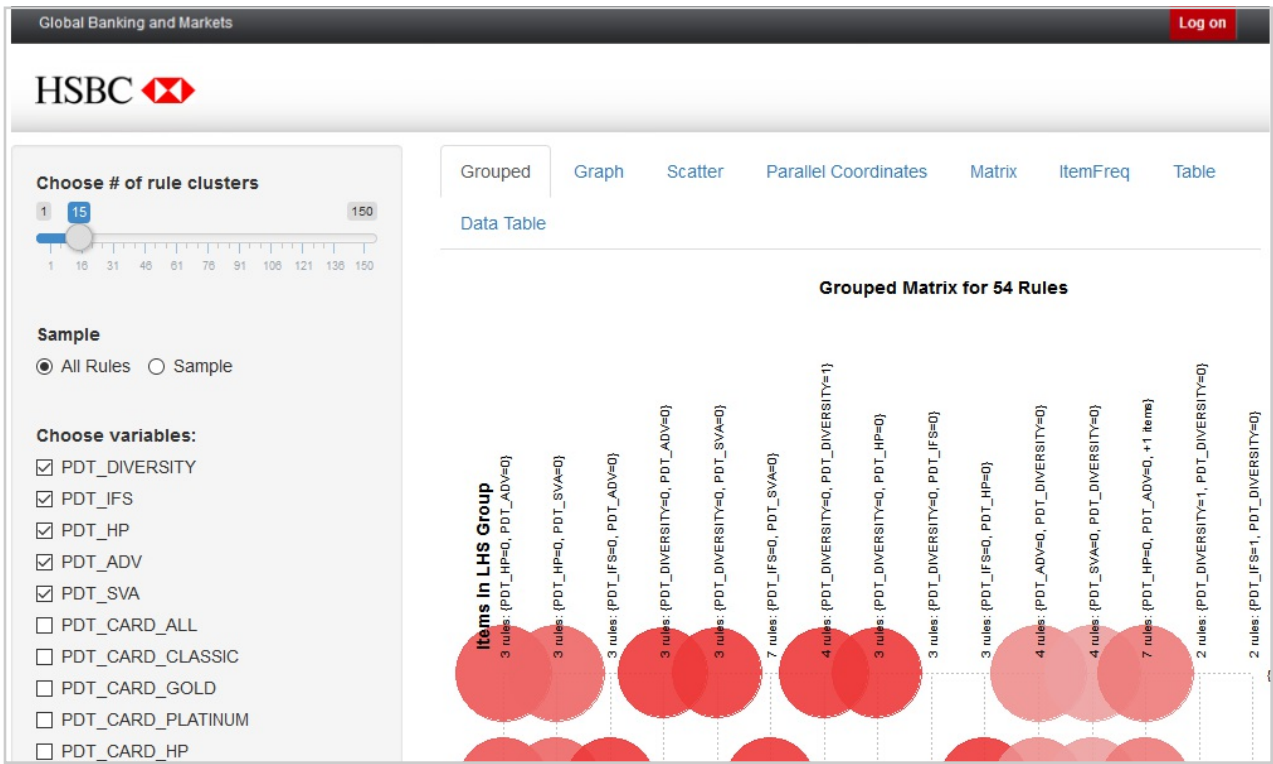 Global Banking and Markets
Log on
HSBC
Choose # of rule clusters
1 15 150
1 16 31 46 61 76 91 106 121 136 150
Sample
All Rules Sample
Choose variables:
PDT_DIVERSITY
PDT_IFS
PDT_HP
PDT_ADV
PDT_SVA
PDT_CARD_ALL
PDT_CARD_CLASSIC
PDT_CARD_GOLD
PDT_CARD_PLATINUM
PDT_CARD_HP
Grouped Graph Scatter Parallel Coordinates Matrix ItemFreq Table
Data Table
Grouped Matrix for 54 Rules
Items in LHS Group
3 rules: {PDT_HP=0, PDT_ADV=0}
3 rules: {PDT_HP=0, PDT_SVA=0}
3 rules: {PDT_IFS=0, PDT_ADV=0}
3 rules: {PDT_DIVERSITY=0, PDT_ADV=0}
3 rules: {PDT_DIVERSITY=0, PDT_SVA=0}
7 rules: {PDT_IFS=0, PDT_SVA=0}
4 rules: {PDT_DIVERSITY=0, PDT_DIVERSITY=1}
3 rules: {PDT_DIVERSITY=0, PDT_HP=0}
3 rules: {PDT_DIVERSITY=0, PDT_IFS=0}
3 rules: {PDT_IFS=0, PDT_HP=0}
4 rules: {PDT_ADV=0, PDT_DIVERSITY=0}
4 rules: {PDT_SVA=0, PDT_DIVERSITY=0}
7 rules: {PDT_HP=0, PDT_ADV=0, +1 items}
2 rules: {PDT_DIVERSITY=1, PDT_DIVERSITY=0}
2 rules: {PDT_IFS=1, PDT_DIVERSITY=0}